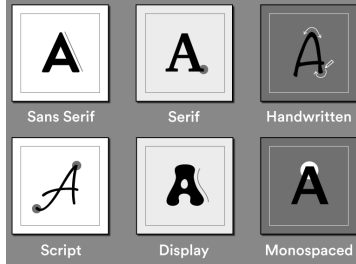 A A A
Sans Serif Serif Handwritten
A A A
Script Display Monospaced